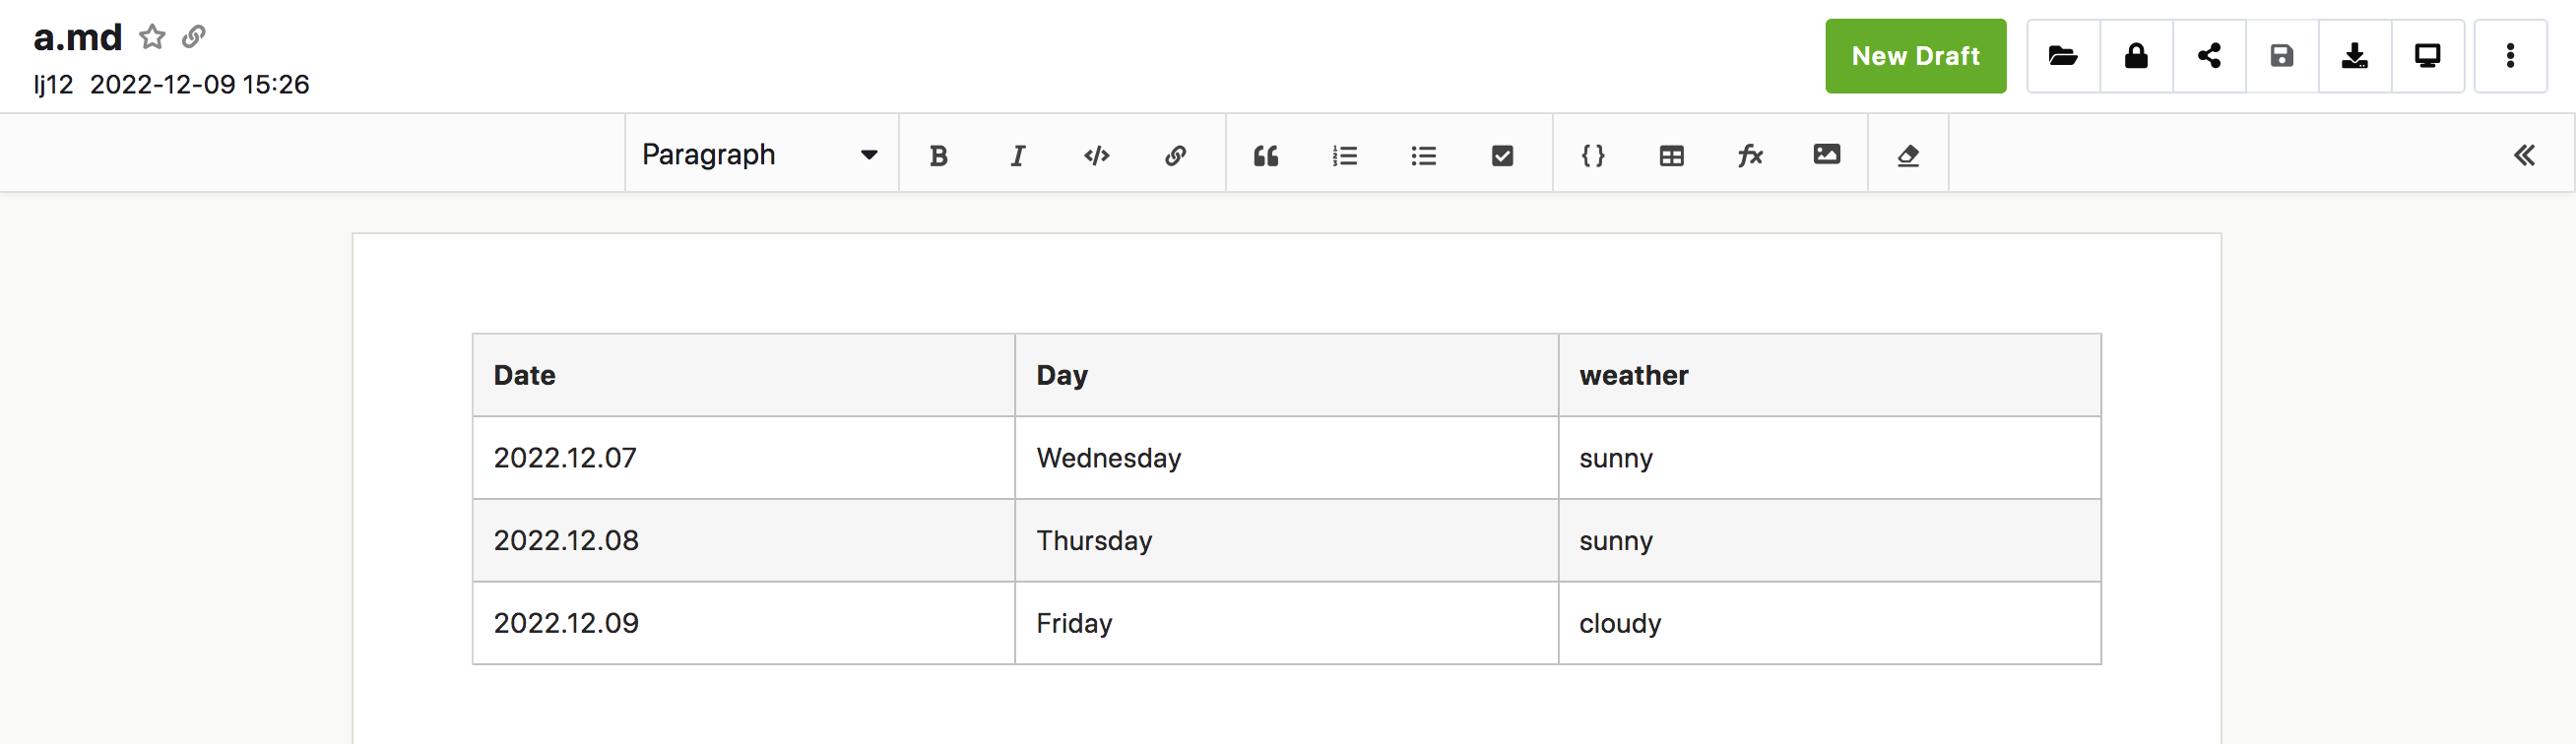 a.md
lj12 2022-12-09 15:26
New Draft
Paragraph
Date Day weather
2022.12.07 Wednesday sunny
2022.12.08 Thursday sunny
2022.12.09 Friday cloudy